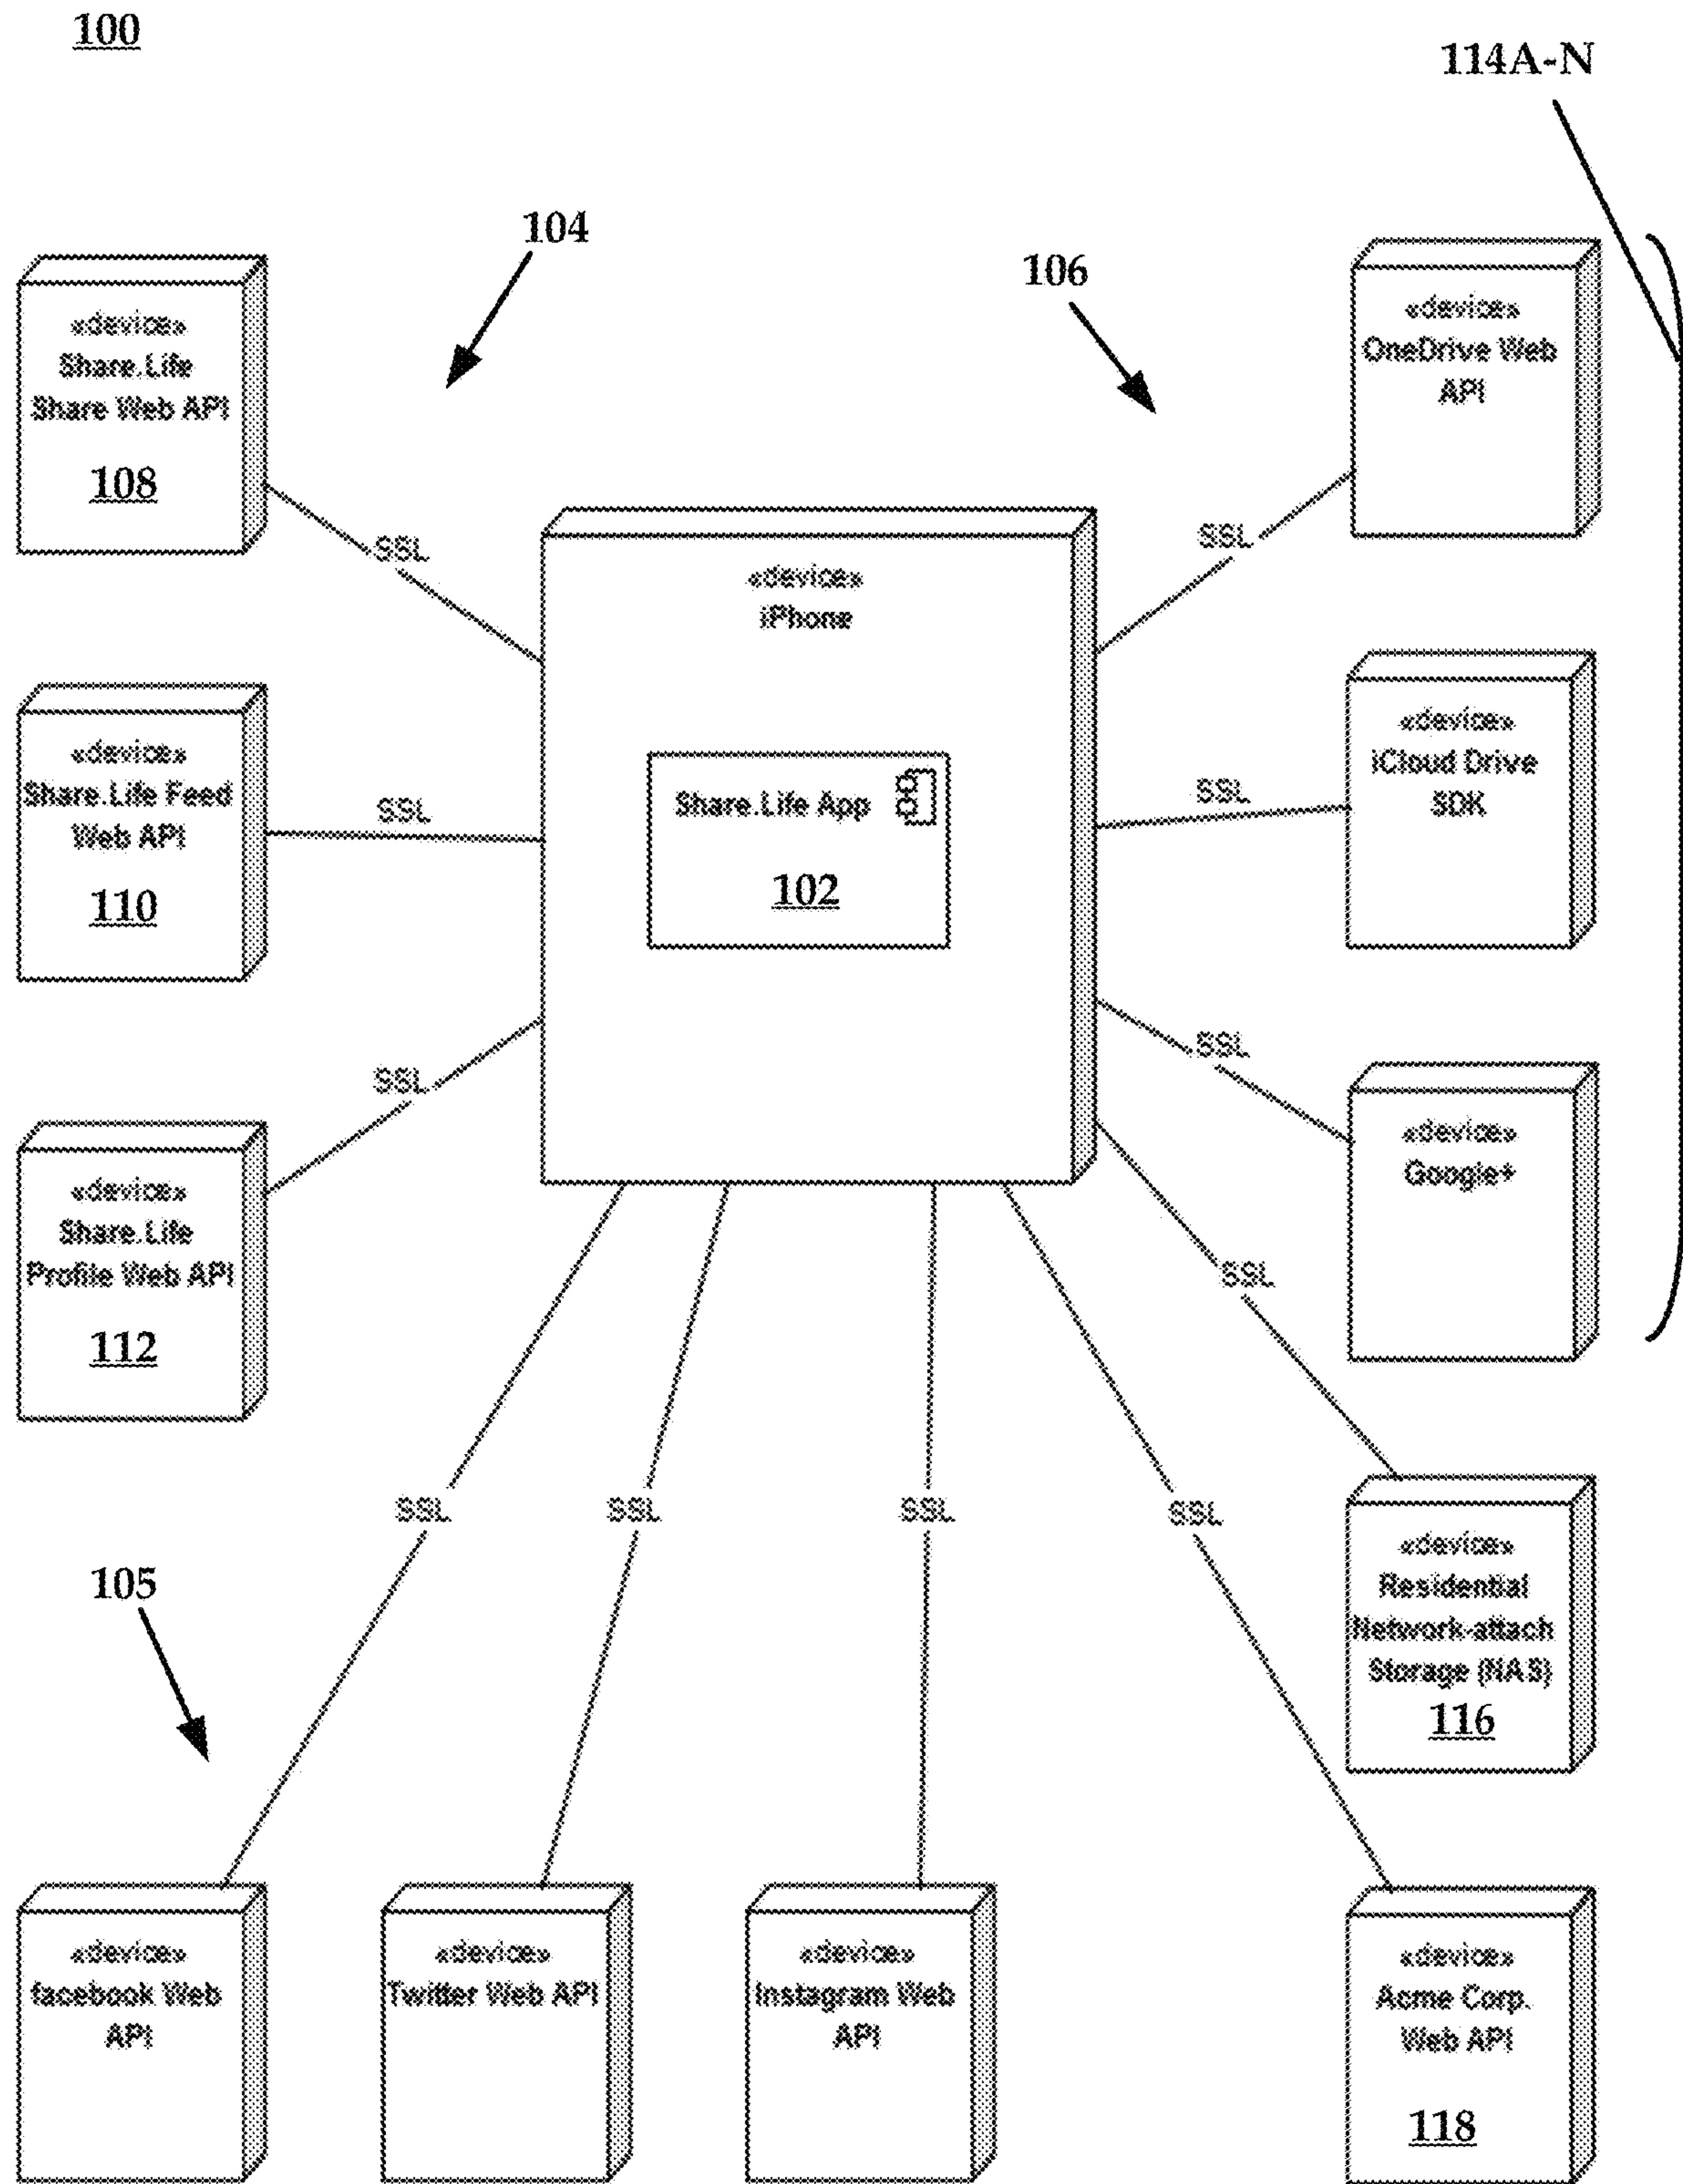 100
114A-N
104
106
«device»
Share.Life
Share Web API
108
«device»
OneDrive Web
API
SSL
SSL
«device»
iPhone
«device»
Share.Life Feed
Web API
110
SSL
Share.Life App
102
SSL
«device»
iCloud Drive
SDK
SSL
SSL
«device»
Google+
«device»
Share.Life
Profile Web API
112
SSL
SSL
SSL
SSL
SSL
105
«device»
Residential
Network-attach
Storage (NAS)
116
«device»
facebook Web
API
«device»
Twitter Web API
«device»
Instagram Web
API
«device»
Acme Corp.
Web API
118